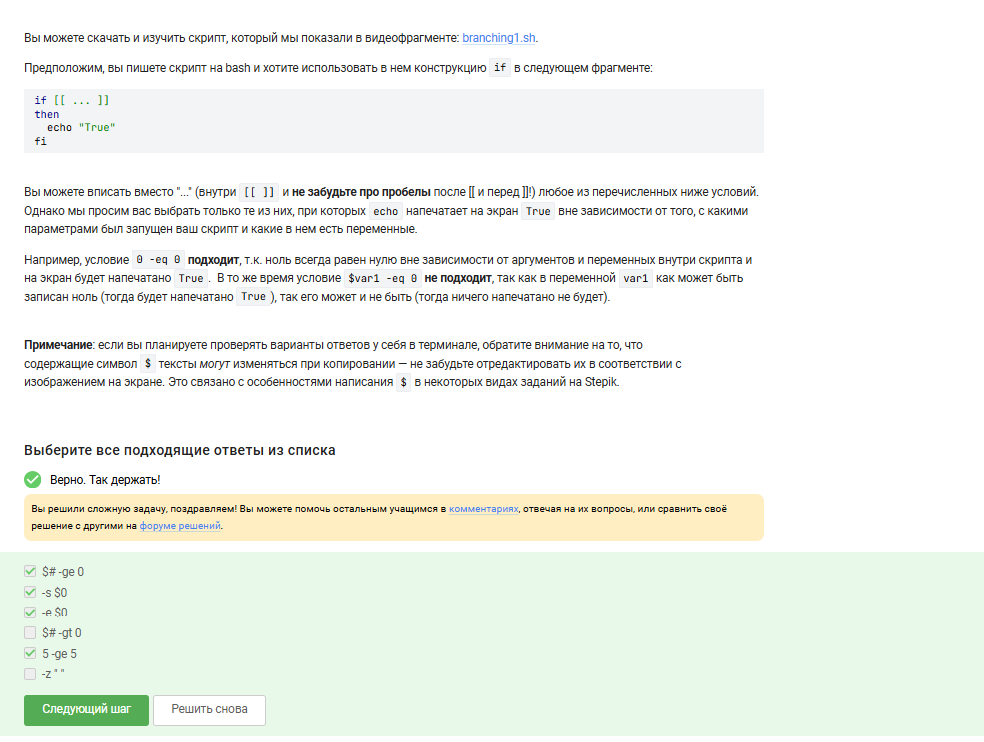 Вы можете скачать и изучить скрипт, который мы показали в видеофрагменте: branching1.sh.
Предположим, вы пишете скрипт на bash и хотите использовать в нем конструкцию if в следующем фрагменте:
if [[ ... ]]
then
  echo "True"
fi
Вы можете вписать вместо "..." (внутри [[ ]] и не забудьте про пробелы после [[ и перед ]]!) любое из перечисленных ниже условий.
Однако мы просим вас выбрать только те из них, при которых echo напечатает на экран True вне зависимости от того, с какими
параметрами был запущен ваш скрипт и какие в нем есть переменные.
Например, условие 0 -eq 0 подходит, т.к. ноль всегда равен нулю вне зависимости от аргументов и переменных внутри скрипта и
на экран будет напечатано True . В то же время условие $var1 -eq 0 не подходит, так как в переменной var1 как может быть
записан ноль (тогда будет напечатано True ), так его может и не быть (тогда ничего напечатано не будет).
Примечание: если вы планируете проверять варианты ответов у себя в терминале, обратите внимание на то, что
содержащие символ $ тексты могут изменяться при копировании — не забудьте отредактировать их в соответствии с
изображением на экране. Это связано с особенностями написания $ в некоторых видах заданий на Stepik.
Выберите все подходящие ответы из списка
Верно. Так держать!
Вы решили сложную задачу, поздравляем! Вы можете помочь остальным учащимся в комментариях, отвечая на их вопросы, или сравнить своё
решение с другими на форуме решений.
$# -ge 0
-s $0
-e $0
$# -gt 0
5 -ge 5
-z " "
Следующий шаг Решить снова